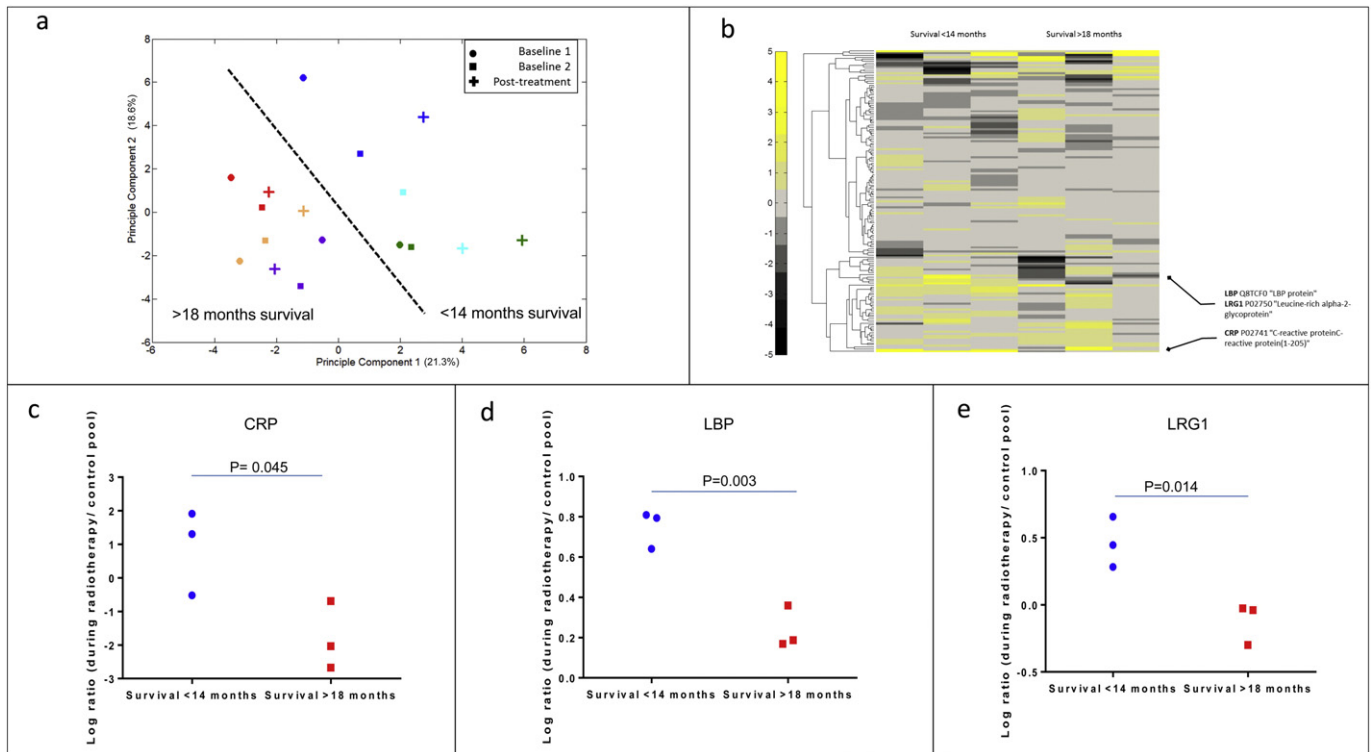 a
Baseline 1
Baseline 2
Post-treatment
8
6
4
2
0
-2
-4
-6
Principle Component 2 (18.6%)
>18 months survival
<14 months survival
-6
-4
-2
0
2
4
6
8
Principle Component 1 (21.3%)
b
Survival <14 months
Survival >18 months
5
4
3
2
1
0
-1
-2
-3
-4
-5
LBP Q8TCF0 "LBP protein"
LRG1 P02750 "Leucine-rich alpha-2-
glycoprotein"
CRP P02741 "C-reactive proteinC-
reactive protein(1-205)"
c
CRP
P= 0.045
Log ratio (during radiotherapy/ control pool)
3
2
1
0
-1
-2
-3
Survival <14 months
Survival >18 months
d
LBP
P=0.003
Log ratio (during radiotherapy/ control pool)
1.0
0.8
0.6
0.4
0.2
0.0
Survival <14 months
Survival >18 months
e
LRG1
P=0.014
Log ratio (during radiotherapy/ control pool)
1.0
0.5
0.0
-0.5
Survival <14 months
Survival >18 months